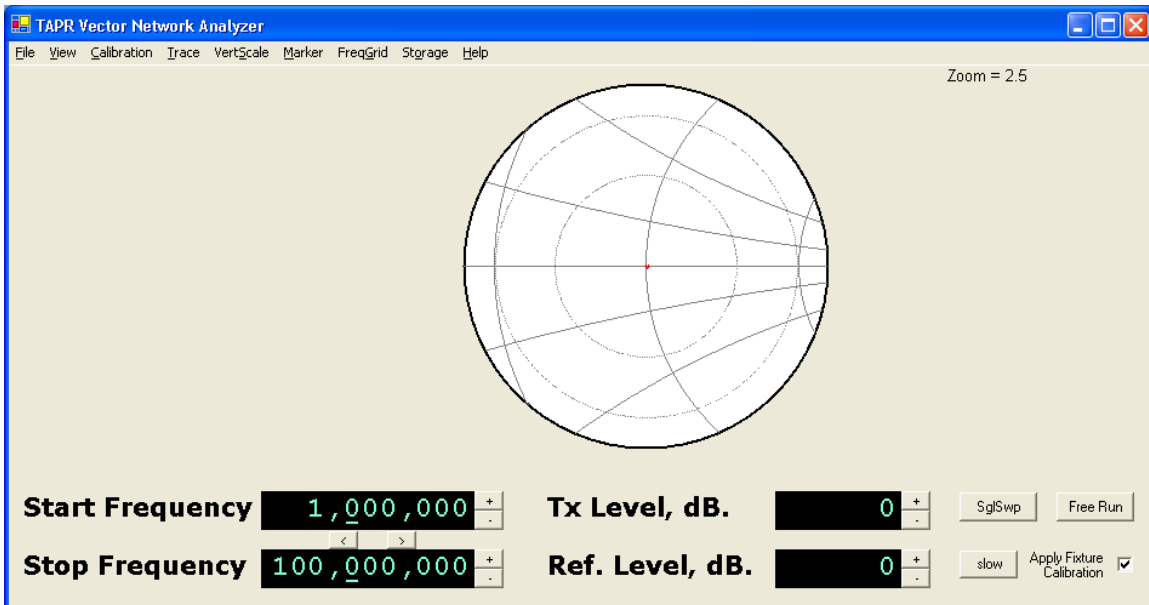 TAPR Vector Network Analyzer
File View Calibration Trace VertScale Marker FreqGrid Storage Help
Zoom = 2.5
Start Frequency 1,000,000 + - Tx Level, dB. 0 + - SglSwp Free Run
< >
Stop Frequency 100,000,000 + - Ref. Level, dB. 0 + - slow Apply Fixture
Calibration